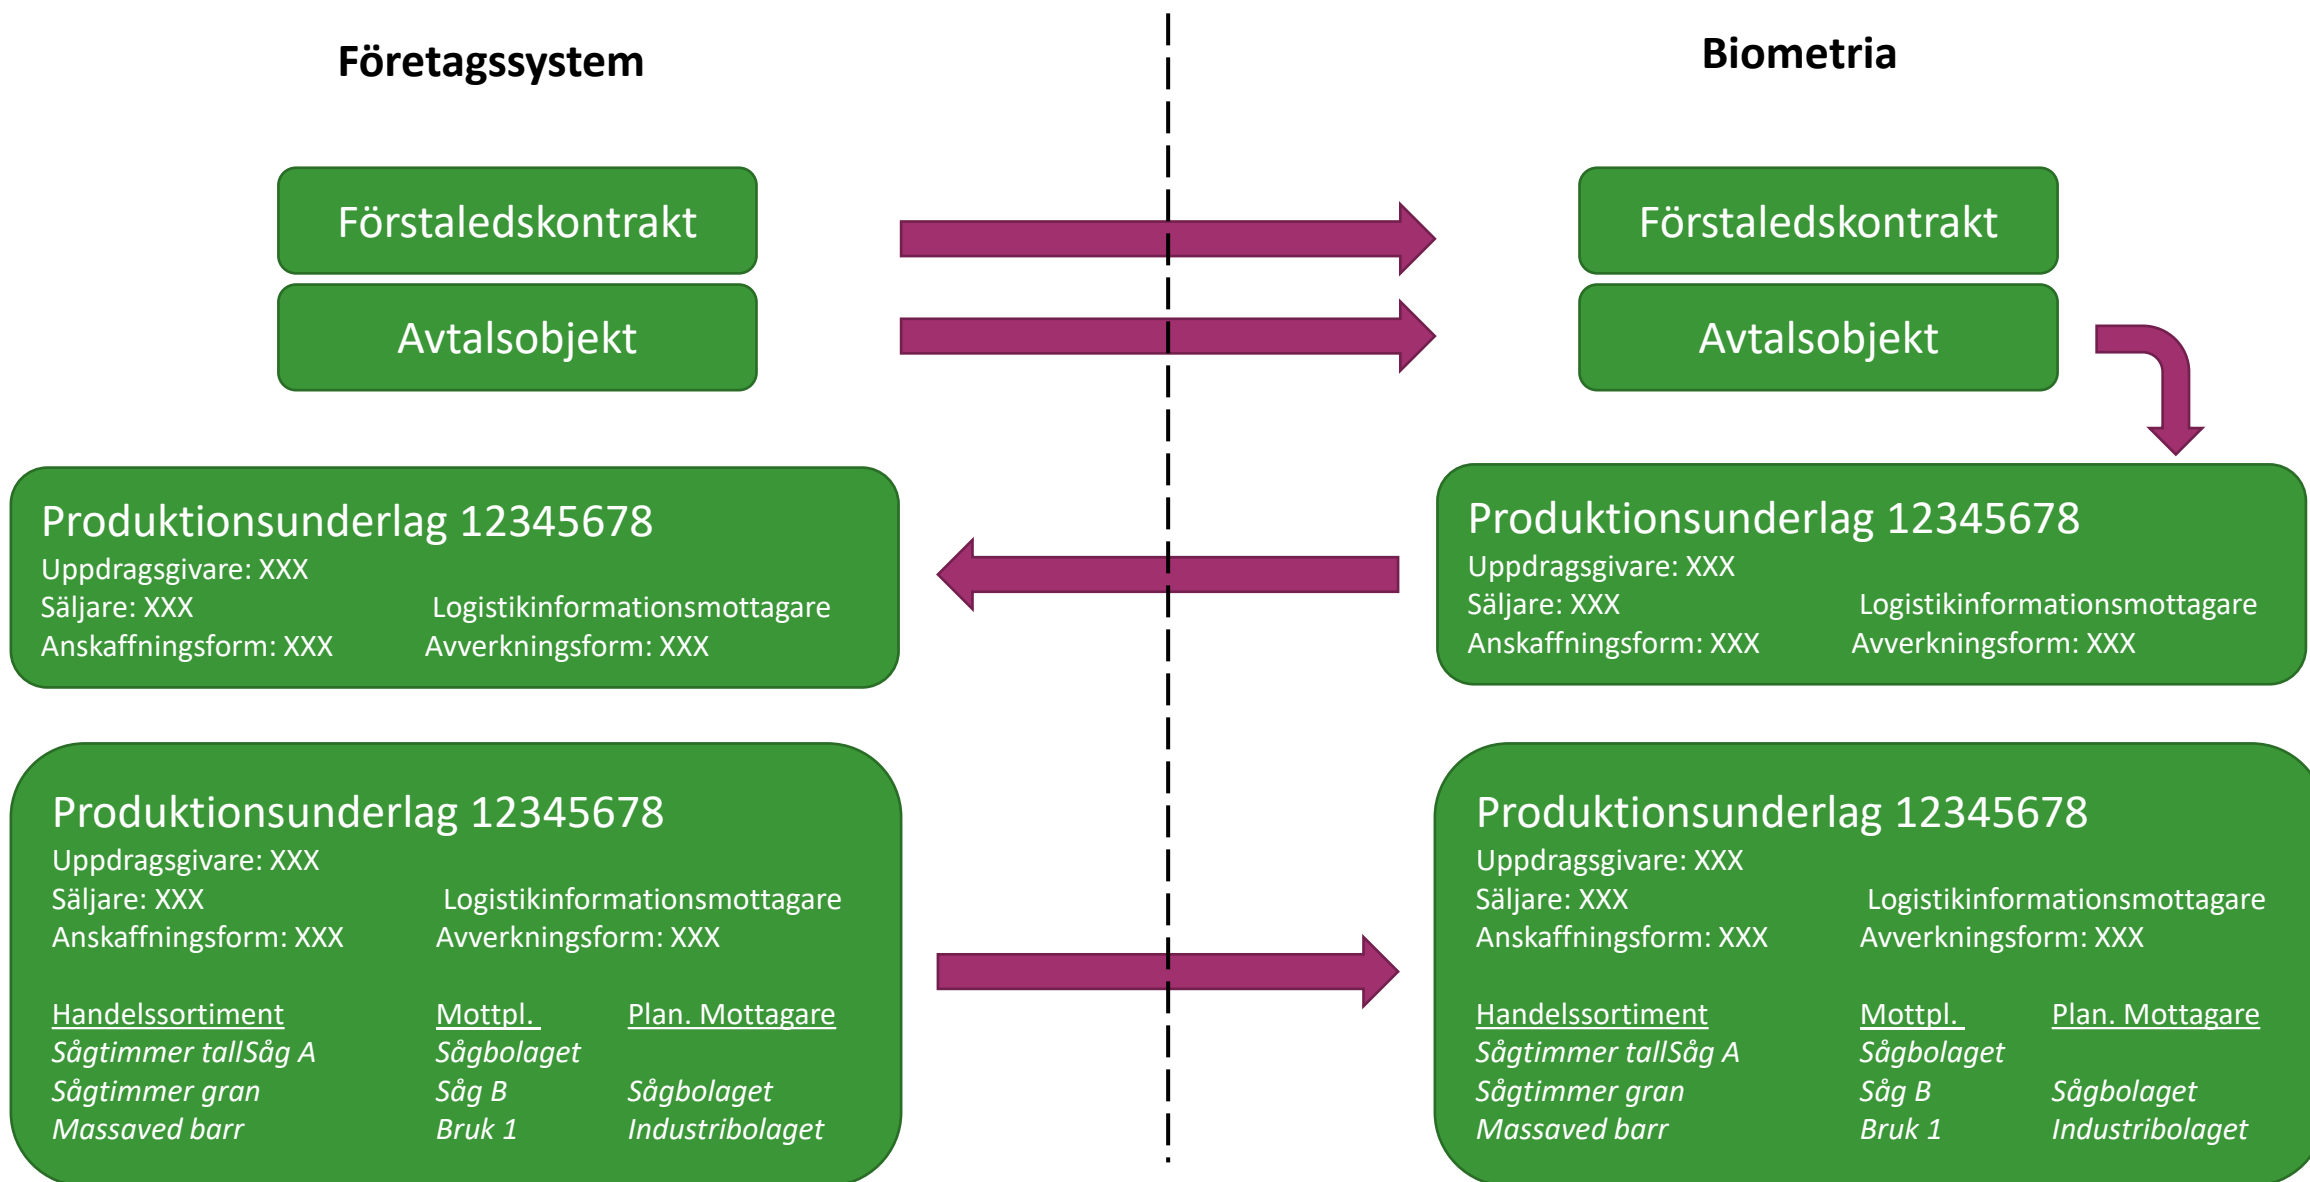 Företagssystem
Biometria
Förstaledskontrakt
Förstaledskontrakt
Avtalsobjekt
Avtalsobjekt
Produktionsunderlag 12345678
Uppdragsgivare: XXX
Säljare: XXX Logistikinformationsmottagare
Anskaffningsform: XXX Avverkningsform: XXX
Produktionsunderlag 12345678
Uppdragsgivare: XXX
Säljare: XXX Logistikinformationsmottagare
Anskaffningsform: XXX Avverkningsform: XXX
Produktionsunderlag 12345678
Uppdragsgivare: XXX
Säljare: XXX Logistikinformationsmottagare
Anskaffningsform: XXX Avverkningsform: XXX
Handelssortiment Mottpl. Plan. Mottagare
Sågtimmer tallSåg A Sågbolaget
Sågtimmer gran Såg B Sågbolaget
Massaved barr Bruk 1 Industribolaget
Produktionsunderlag 12345678
Uppdragsgivare: XXX
Säljare: XXX Logistikinformationsmottagare
Anskaffningsform: XXX Avverkningsform: XXX
Handelssortiment Mottpl. Plan. Mottagare
Sågtimmer tallSåg A Sågbolaget
Sågtimmer gran Såg B Sågbolaget
Massaved barr Bruk 1 Industribolaget